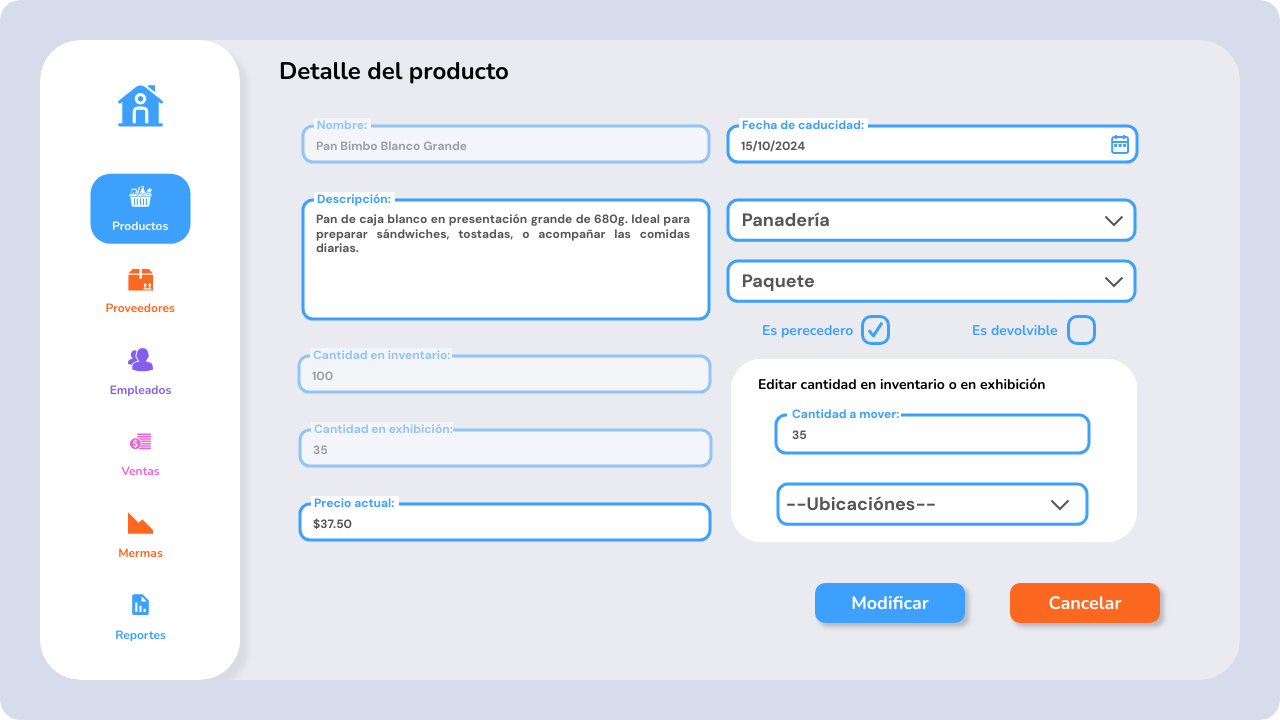 Detalle del producto
Productos
Proveedores
Empleados
Ventas
Mermas
Reportes
Nombre:
Pan Bimbo Blanco Grande
Descripción:
Pan de caja blanco en presentación grande de 680g. Ideal para
preparar sándwiches, tostadas, o acompañar las comidas
diarias.
Cantidad en inventario:
100
Cantidad en exhibición:
35
Precio actual:
$37.50
Fecha de caducidad:
15/10/2024
Panadería
Paquete
Es perecedero
Es devolvible
Editar cantidad en inventario o en exhibición
Cantidad a mover:
35
--Ubicaciónes--
Modificar
Cancelar